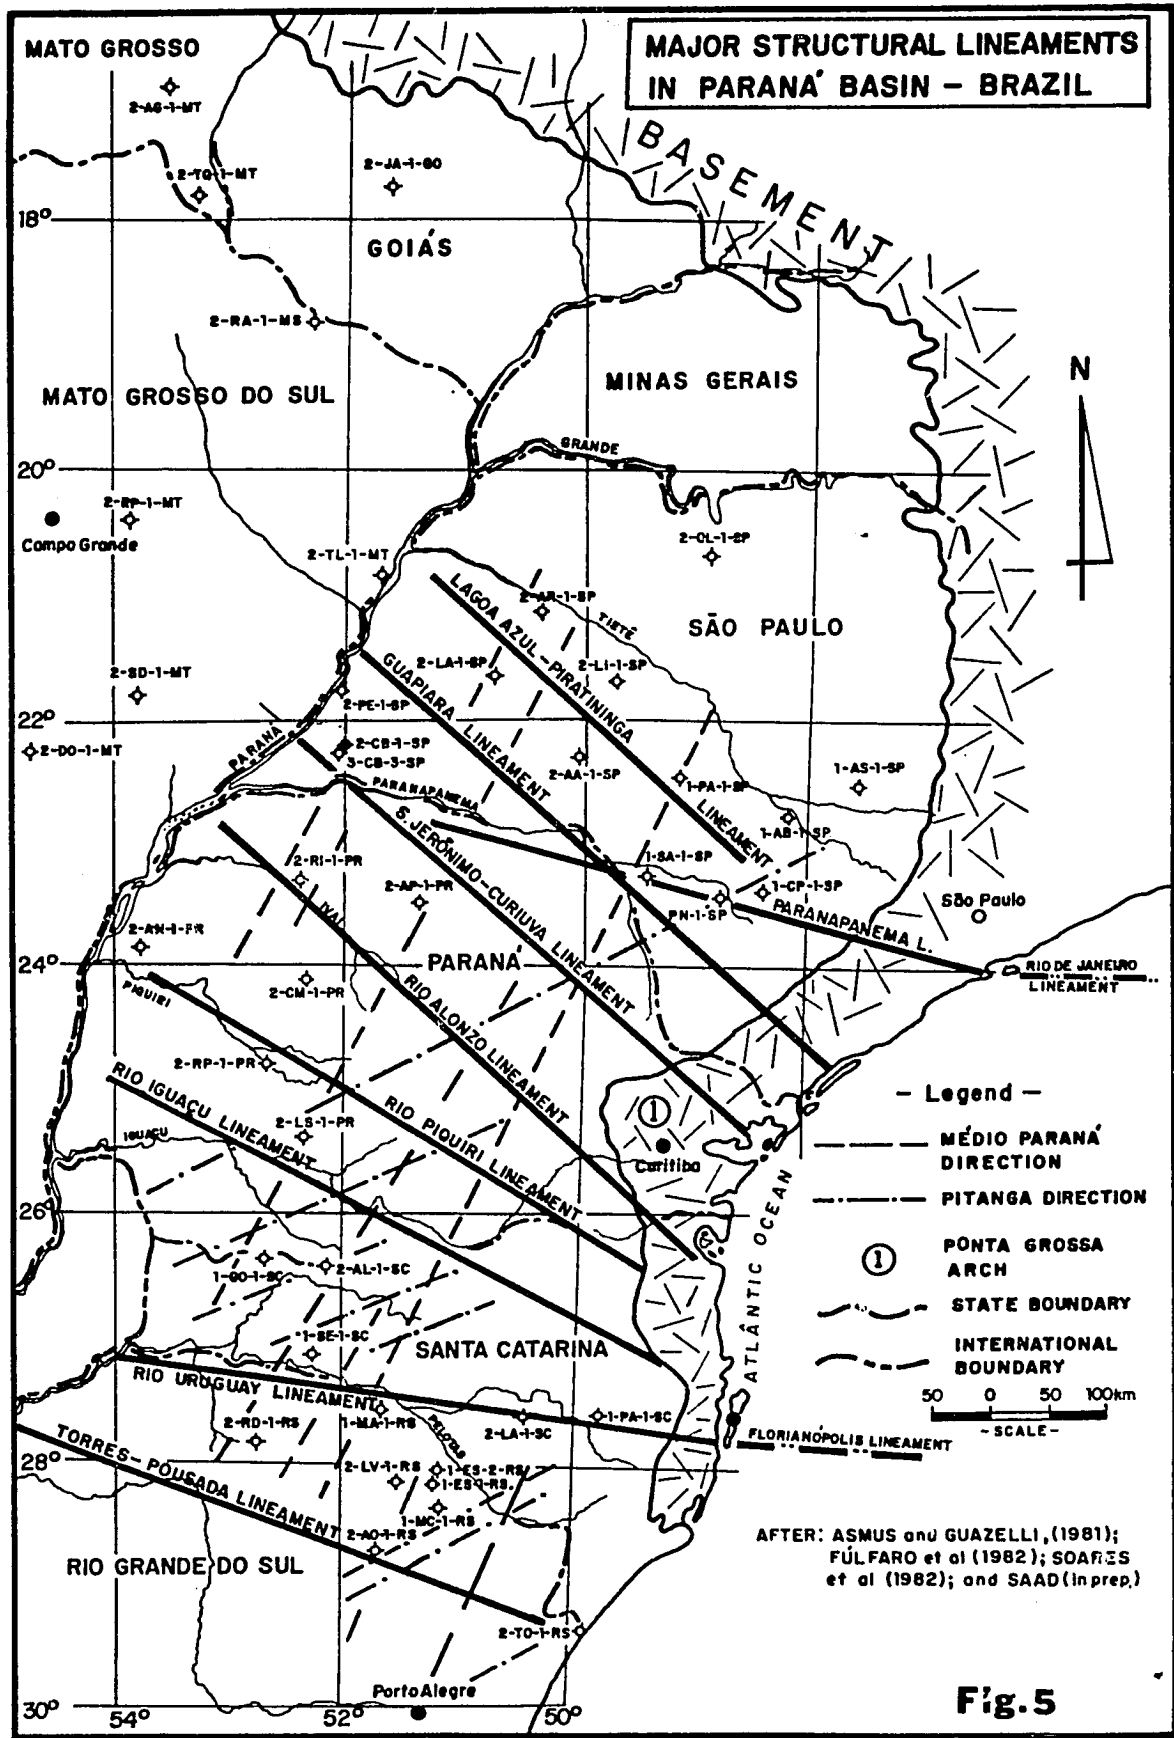 MAJOR STRUCTURAL LINEAMENTS
IN PARANÁ BASIN – BRAZIL
MATO GROSSO
2-AG-1-MT
2-TQ-1-MT
2-JA-1-GO
BASEMENT
18°
GOIÁS
2-RA-1-MS
MATO GROSSO DO SUL
MINAS GERAIS
N
GRANDE
20°
2-RP-1-MT
Campo Grande
2-TL-1-MT
2-OL-1-SP
LAGOA AZUL-PIRATININGA LINEAMENT
2-AR-1-SP
TIETÊ
SÃO PAULO
2-SD-1-MT
GUAPIARA LINEAMENT
2-LA-1-SP
2-LI-1-SP
2-PE-1-SP
22°
2-DO-1-MT
PARANÁ
2-CB-1-SP
3-CB-3-SP
2-AA-1-SP
1-PA-1-SP
1-AS-1-SP
PARANAPANEMA
1-AB-1-SP
S. JERÔNIMO-CURIUVA LINEAMENT
2-RI-1-PR
2-AP-1-PR
1-SA-1-SP
1-CP-1-SP
PN-1-SP
PARANAPANEMA L.
São Paulo
IVAÍ
2-AN-1-PR
24°
PARANÁ
RIO DE JANEIRO
LINEAMENT
PIQUIRI
2-CM-1-PR
RIO ALONZO LINEAMENT
2-RP-1-PR
RIO IGUAÇU LINEAMENT
RIO PIQUIRI LINEAMENT
2-LS-1-PR
IGUAÇU
1
Curitiba
– Legend –
MÉDIO PARANÁ
DIRECTION
PITANGA DIRECTION
1
PONTA GROSSA
ARCH
STATE BOUNDARY
INTERNATIONAL
BOUNDARY
50 0 50 100km
–SCALE–
ATLÂNTIC OCEAN
26°
1-GO-1-SC
2-AL-1-SC
1-SE-1-SC
SANTA CATARINA
RIO URUGUAY LINEAMENT
1-MA-1-RS
PELOTAS
2-LA-1-SC
1-PA-1-SC
2-RD-1-RS
FLORIANÓPOLIS LINEAMENT
TORRES-POUSADA LINEAMENT
28°
2-LV-1-RS
1-ES-2-RS
1-ES-1-RS
1-MC-1-RS
2-AO-1-RS
RIO GRANDE DO SUL
AFTER: ASMUS and GUAZELLI,(1981);
FÚLFARO et al (1982); SOARES
et al (1982); and SAAD(in prep.)
2-TO-1-RS
Porto Alegre
30°
54°
52°
50°
Fig.5